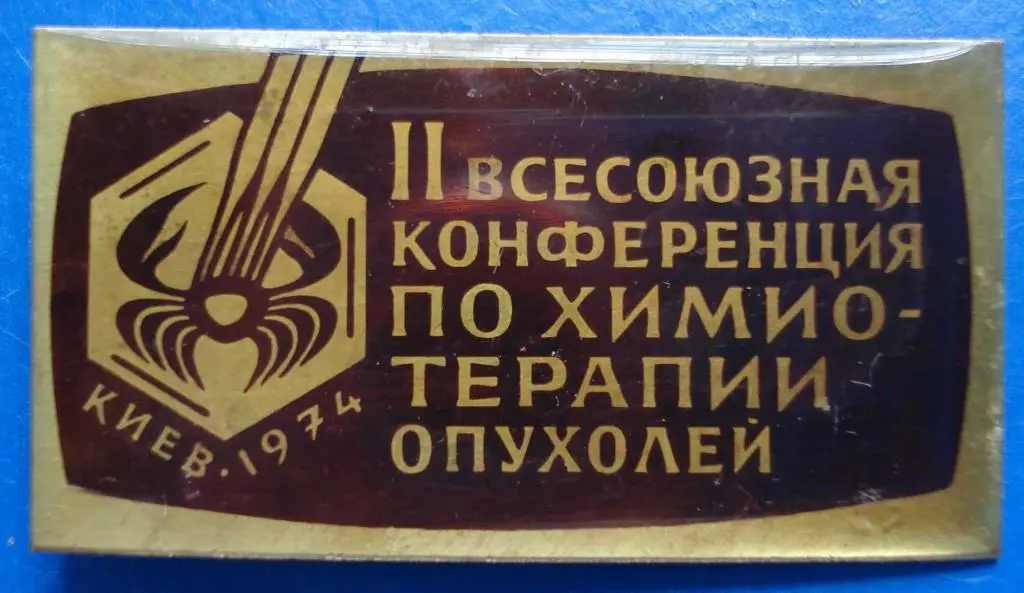 II ВСЕСОЮЗНАЯ
КОНФЕРЕНЦИЯ
ПО ХИМИО-
ТЕРАПИИ
ОПУХОЛЕЙ
КИЕВ·1974